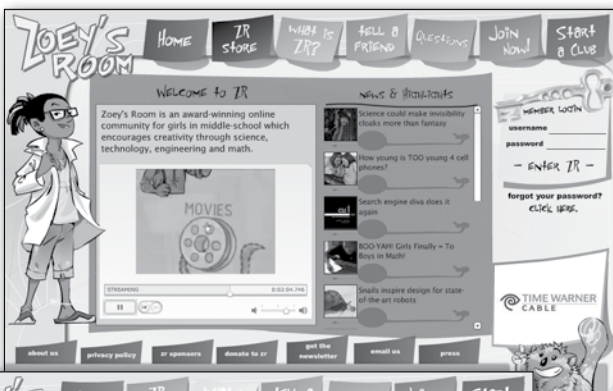 ZOEY'S
ROOM
HOME
ZR
STORE
WHAT IS
ZR?
tELL A
FRIEND
QUESTIONS
JOIN
NOW!
StARt
A CLUB
WELCOME to ZR
Zoey's Room is an award-winning online
community for girls in middle-school which
encourages creativity through science,
technology, engineering and math.
MOVIES
STREAMING 0:02:04.746
NEWS & HIGHLIGHTS
Science could make invisibility
cloaks more than fantasy
How young is TOO young 4 cell
phones?
Search engine diva does it
again
BOO-YAH! Girls Finally = To
Boys in Math!
Snails inspire design for state-
of-the-art robots
MEMBER LOGIN
username
password
- ENTER ZR -
forgot your password?
CLICK HERE.
TIME WARNER
CABLE
about us
privacy policy
zr sponsors
donate to zr
get the
newsletter
email us
press